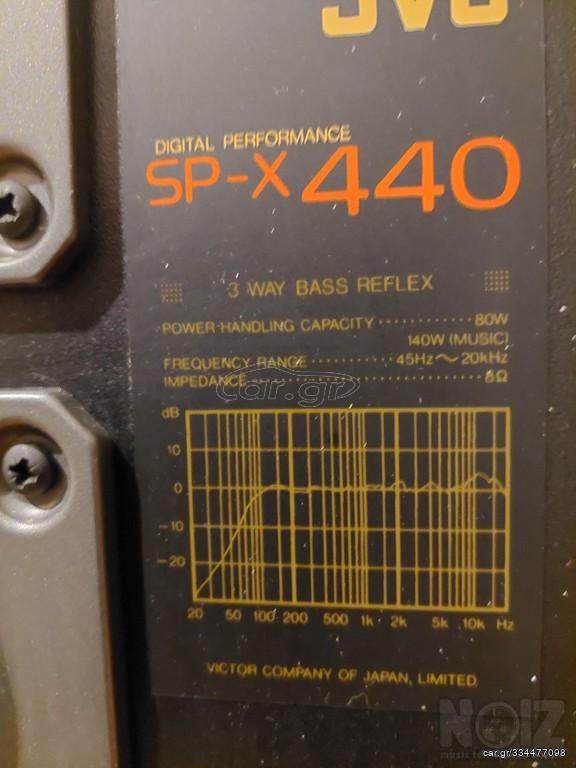 JVC
DIGITAL PERFORMANCE
SP-X 440
3 WAY BASS REFLEX
POWER HANDLING CAPACITY ············ 80W
140W (MUSIC)
FREQUENCY RANGE ············ 45Hz ~ 20kHz
IMPEDANCE ·························· 8Ω
car.gr
dB
10
0
-10
-20
20 50 100 200 500 1k 2k 5k 10k Hz
VICTOR COMPANY OF JAPAN, LIMITED
NOIZ
car.gr/334477098